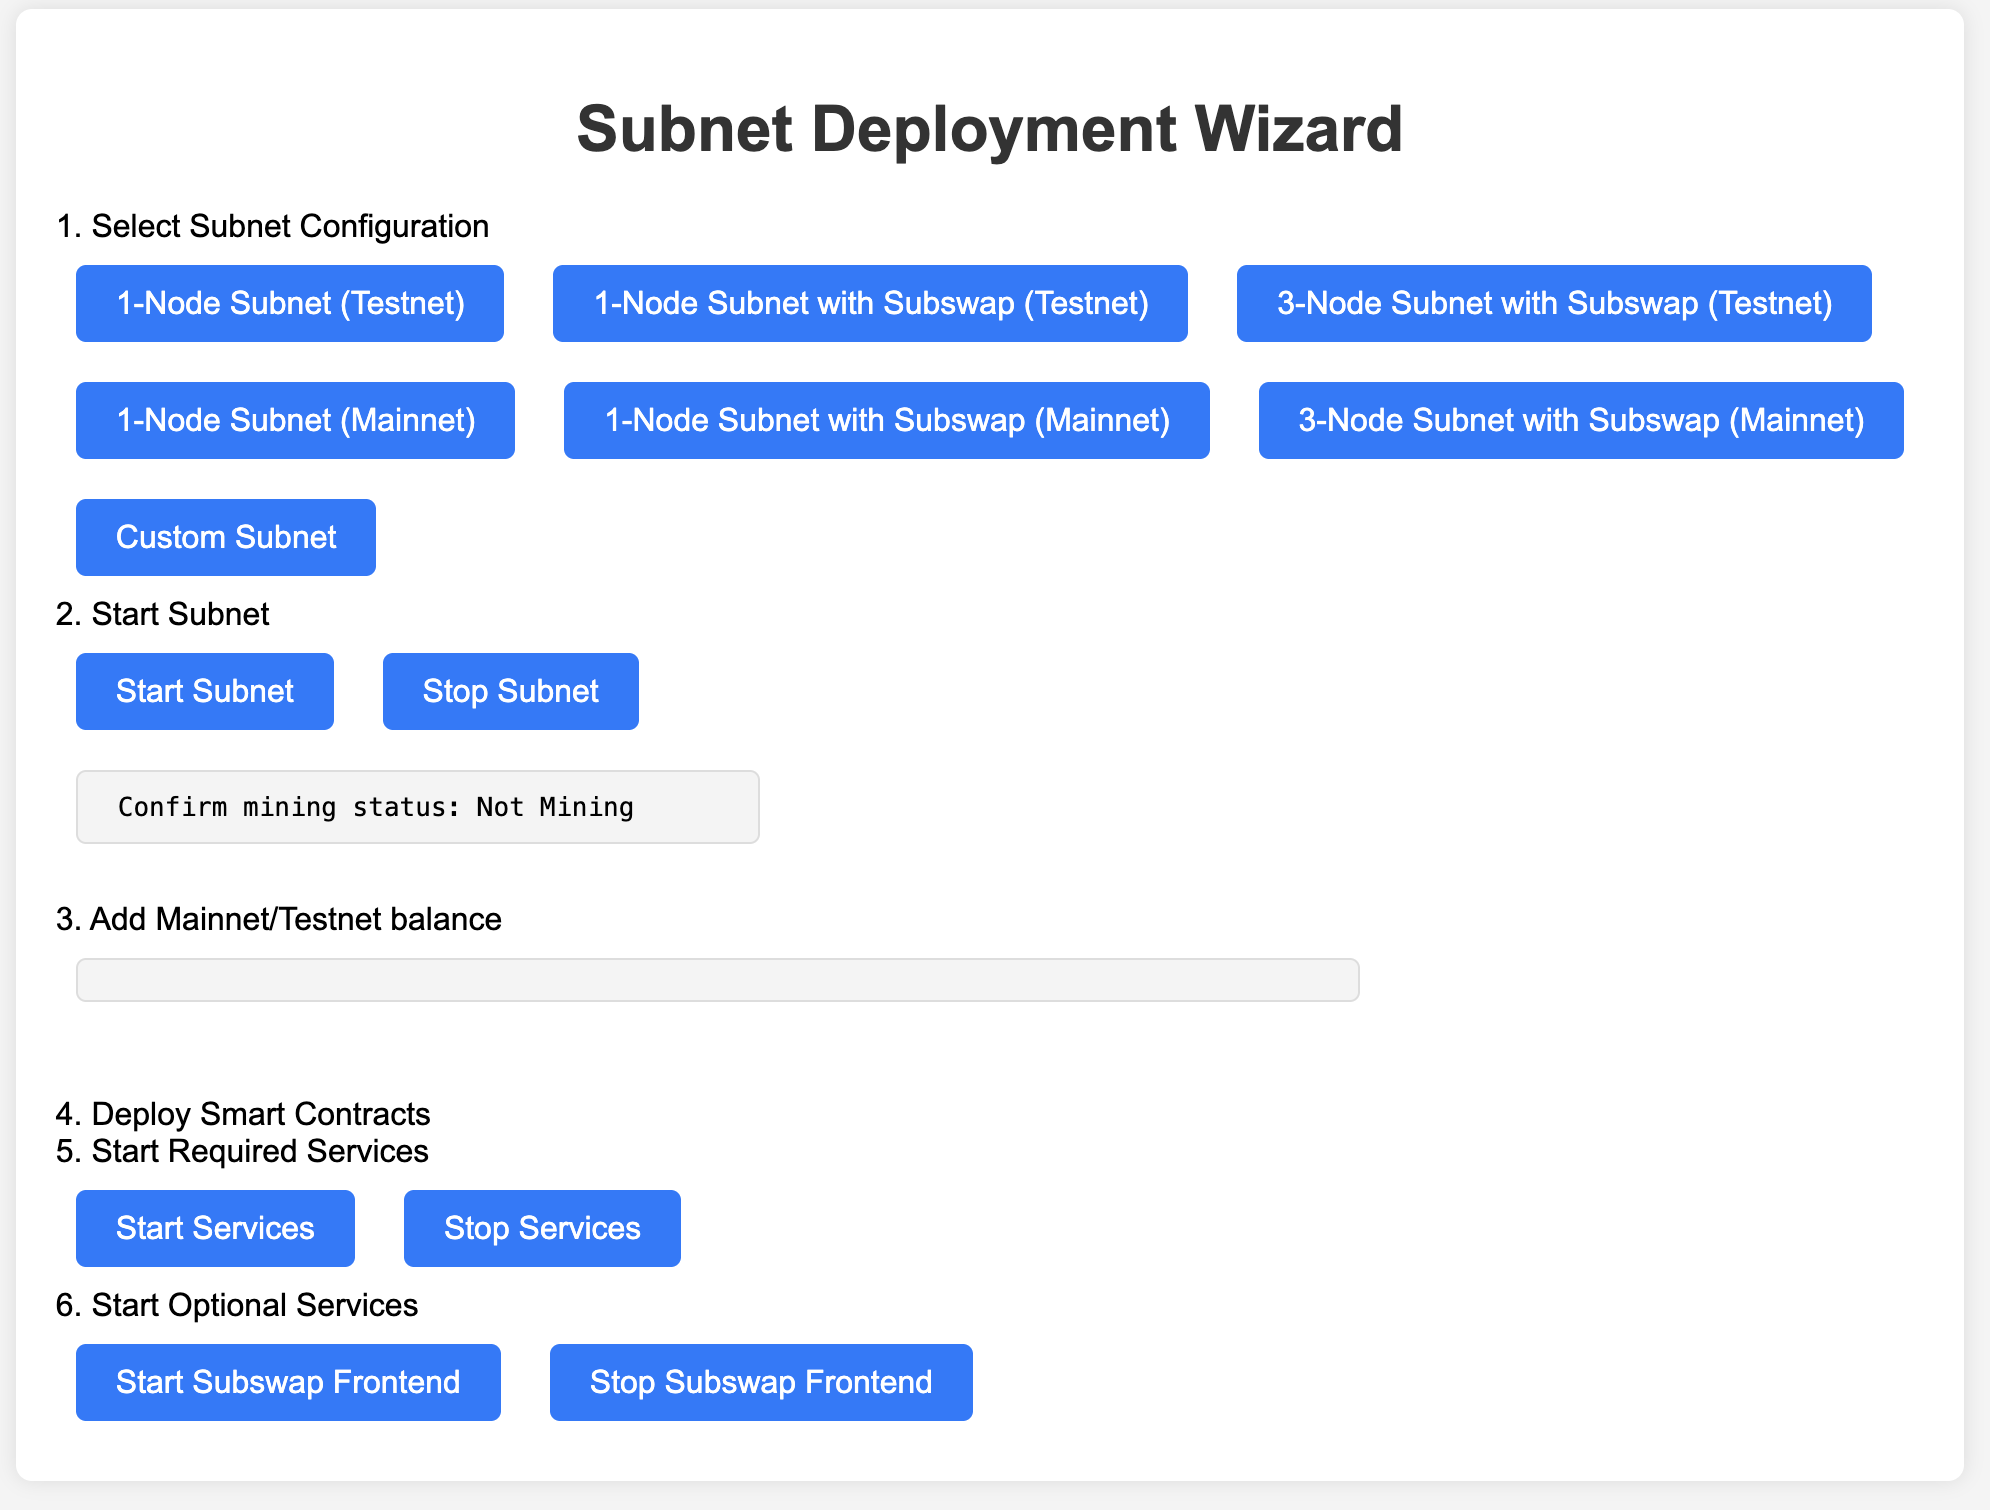 Subnet Deployment Wizard
1. Select Subnet Configuration
1-Node Subnet (Testnet)
1-Node Subnet with Subswap (Testnet)
3-Node Subnet with Subswap (Testnet)
1-Node Subnet (Mainnet)
1-Node Subnet with Subswap (Mainnet)
3-Node Subnet with Subswap (Mainnet)
Custom Subnet
2. Start Subnet
Start Subnet
Stop Subnet
Confirm mining status: Not Mining
3. Add Mainnet/Testnet balance
4. Deploy Smart Contracts
5. Start Required Services
Start Services
Stop Services
6. Start Optional Services
Start Subswap Frontend
Stop Subswap Frontend